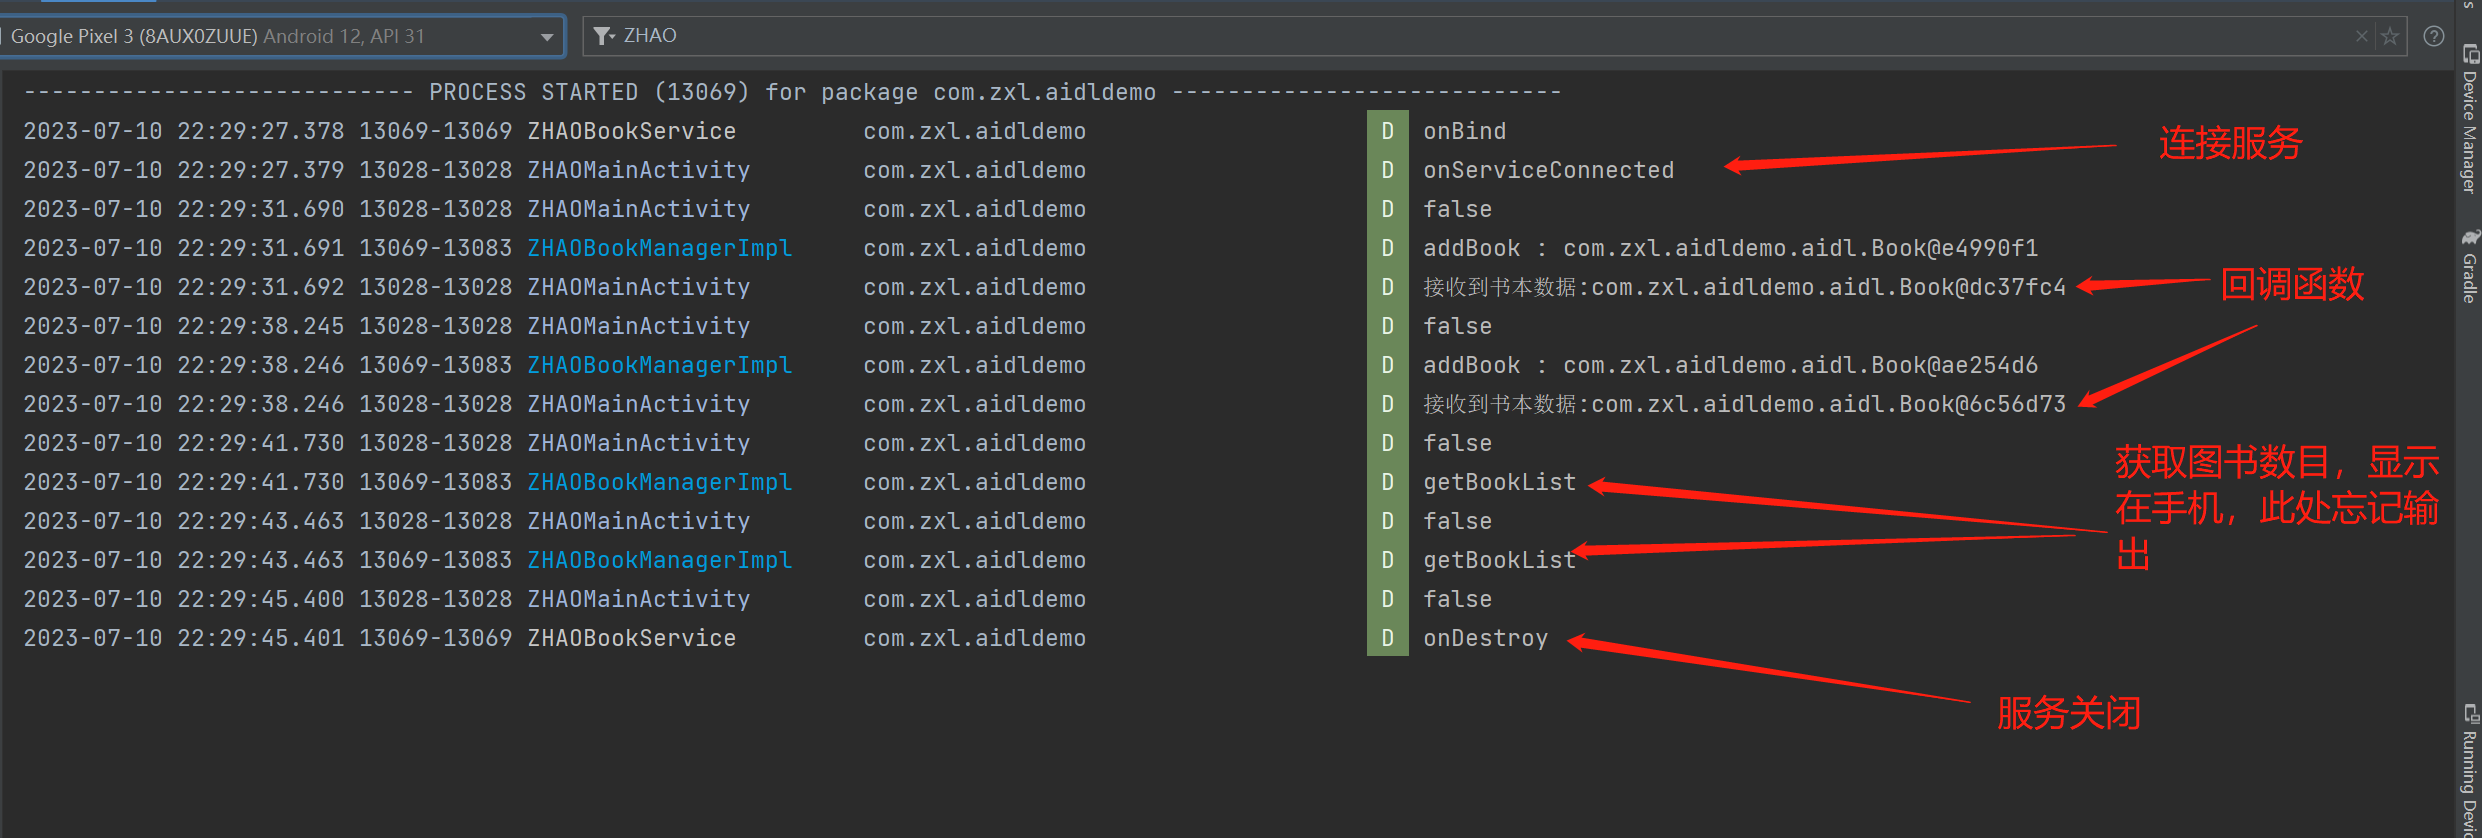 Google Pixel 3 (8AUX0ZUUE) Android 12, API 31
ZHAO
---------------------------- PROCESS STARTED (13069) for package com.zxl.aidldemo ----------------------------
2023-07-10 22:29:27.378 13069-13069 ZHAOBookService com.zxl.aidldemo D onBind
2023-07-10 22:29:27.379 13028-13028 ZHAOMainActivity com.zxl.aidldemo D onServiceConnected
连接服务
2023-07-10 22:29:31.690 13028-13028 ZHAOMainActivity com.zxl.aidldemo D false
2023-07-10 22:29:31.691 13069-13083 ZHAOBookManagerImpl com.zxl.aidldemo D addBook : com.zxl.aidldemo.aidl.Book@e4990f1
2023-07-10 22:29:31.692 13028-13028 ZHAOMainActivity com.zxl.aidldemo D 接收到书本数据:com.zxl.aidldemo.aidl.Book@dc37fc4
回调函数
2023-07-10 22:29:38.245 13028-13028 ZHAOMainActivity com.zxl.aidldemo D false
2023-07-10 22:29:38.246 13069-13083 ZHAOBookManagerImpl com.zxl.aidldemo D addBook : com.zxl.aidldemo.aidl.Book@ae254d6
2023-07-10 22:29:38.246 13028-13028 ZHAOMainActivity com.zxl.aidldemo D 接收到书本数据:com.zxl.aidldemo.aidl.Book@6c56d73
2023-07-10 22:29:41.730 13028-13028 ZHAOMainActivity com.zxl.aidldemo D false
2023-07-10 22:29:41.730 13069-13083 ZHAOBookManagerImpl com.zxl.aidldemo D getBookList
2023-07-10 22:29:43.463 13028-13028 ZHAOMainActivity com.zxl.aidldemo D false
2023-07-10 22:29:43.463 13069-13083 ZHAOBookManagerImpl com.zxl.aidldemo D getBookList
获取图书数目，显示
在手机，此处忘记输
出
2023-07-10 22:29:45.400 13028-13028 ZHAOMainActivity com.zxl.aidldemo D false
2023-07-10 22:29:45.401 13069-13069 ZHAOBookService com.zxl.aidldemo D onDestroy
服务关闭
Device Manager
Gradle
Running Devic